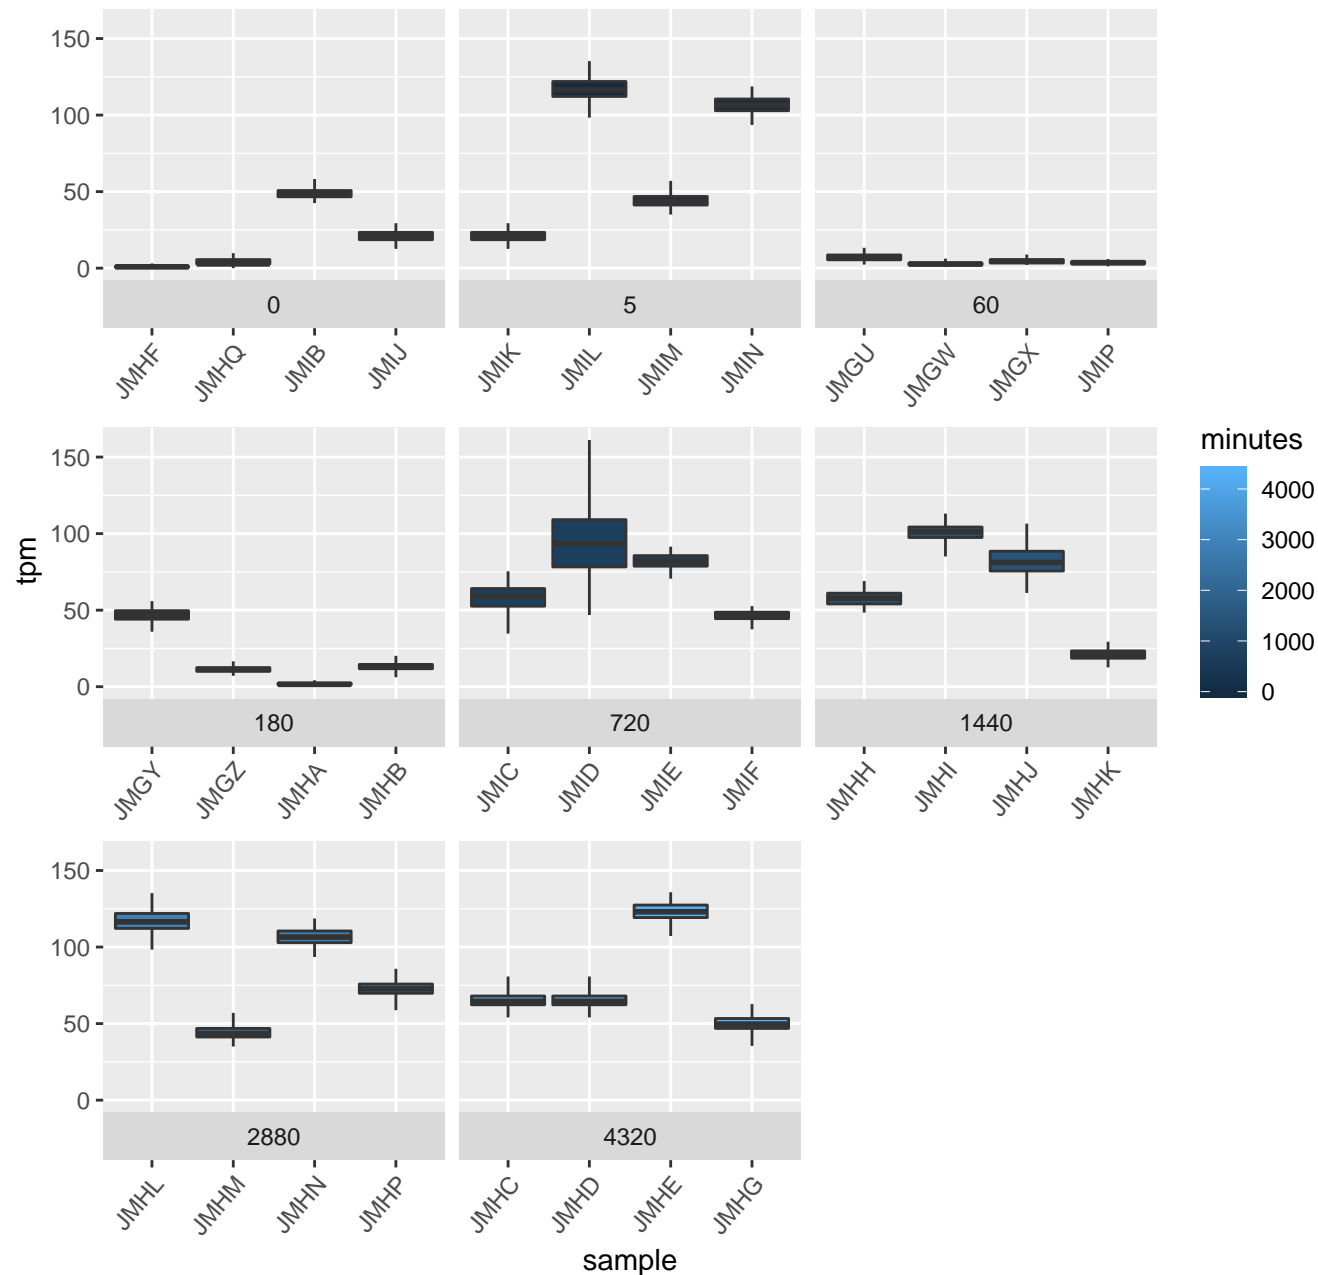 150
100
50
0
0
5
60
JMHF
JMHQ
JMIB
JMIJ
JMIK
JMIL
JMIM
JMIN
JMGU
JMGW
JMGX
JMIP
tpm
150
100
50
0
180
720
1440
JMGY
JMGZ
JMHA
JMHB
JMIC
JMID
JMIE
JMIF
JMHH
JMHI
JMHJ
JMHK
minutes
4000
3000
2000
1000
0
150
100
50
0
2880
4320
JMHL
JMHM
JMHN
JMHP
JMHC
JMHD
JMHE
JMHG
sample